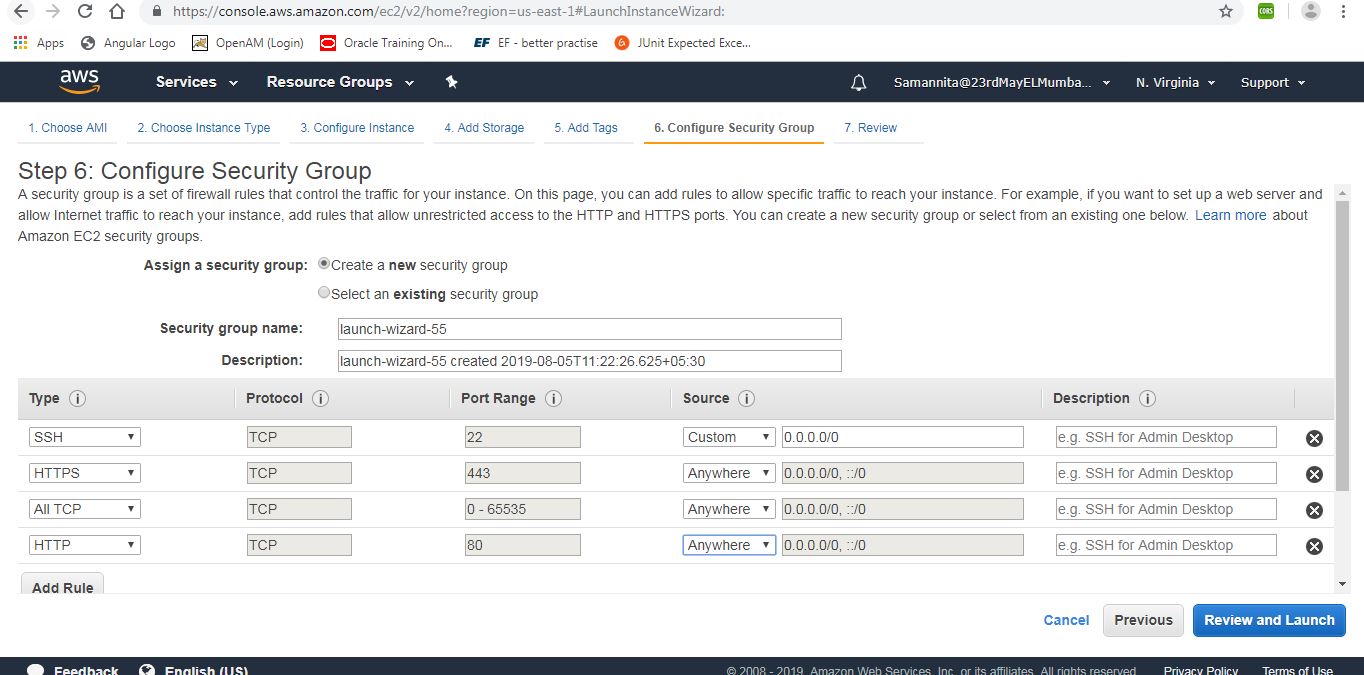 https://console.aws.amazon.com/ec2/v2/home?region=us-east-1#LaunchInstanceWizard:
CORS
Apps Angular Logo OpenAM (Login) Oracle Training On... EF EF - better practise JUnit Expected Exce...
aws Services Resource Groups Samannita@23rdMayELMumba... N. Virginia Support
1. Choose AMI 2. Choose Instance Type 3. Configure Instance 4. Add Storage 5. Add Tags 6. Configure Security Group 7. Review
Step 6: Configure Security Group
A security group is a set of firewall rules that control the traffic for your instance. On this page, you can add rules to allow specific traffic to reach your instance. For example, if you want to set up a web server and
allow Internet traffic to reach your instance, add rules that allow unrestricted access to the HTTP and HTTPS ports. You can create a new security group or select from an existing one below. Learn more about
Amazon EC2 security groups.
Assign a security group: Create a new security group
Select an existing security group
Security group name: launch-wizard-55
Description: launch-wizard-55 created 2019-08-05T11:22:26.625+05:30
Type i Protocol i Port Range i Source i Description i
SSH TCP 22 Custom 0.0.0.0/0 e.g. SSH for Admin Desktop
HTTPS TCP 443 Anywhere 0.0.0.0/0, ::/0 e.g. SSH for Admin Desktop
All TCP TCP 0 - 65535 Anywhere 0.0.0.0/0, ::/0 e.g. SSH for Admin Desktop
HTTP TCP 80 Anywhere 0.0.0.0/0, ::/0 e.g. SSH for Admin Desktop
Add Rule
Cancel Previous Review and Launch
Feedback English (US) © 2008 - 2019, Amazon Web Services, Inc. or its affiliates. All rights reserved. Privacy Policy Terms of Use